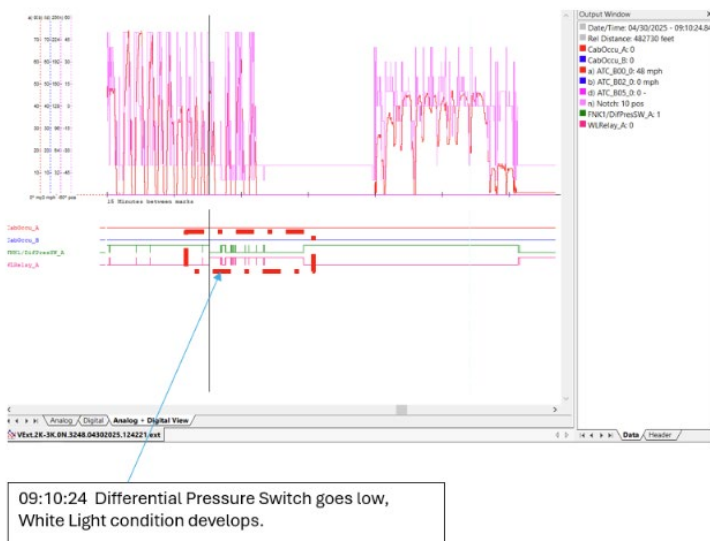 Output Window
Date/Time: 04/30/2025 - 09:10:24.84
Rel Distance: 482730 feet
CabOccu_A: 0
CabOccu_B: 0
a) ATC_B00_0: 48 mph
b) ATC_B02_0: 0 mph
d) ATC_B05_0: 0 -
n) Notch: 10 pos
FNK1/DifPresSW_A: 1
WLRelay_A: 0
15 Minutes between marks
CabOccu_A
CabOccu_B
FNK1/DifPresSW_A
WLRelay_A
Analog Digital Analog + Digital View
VExt.2K-3K.0N.3248.04302025.124221.ext
Data Header
09:10:24 Differential Pressure Switch goes low,
White Light condition develops.